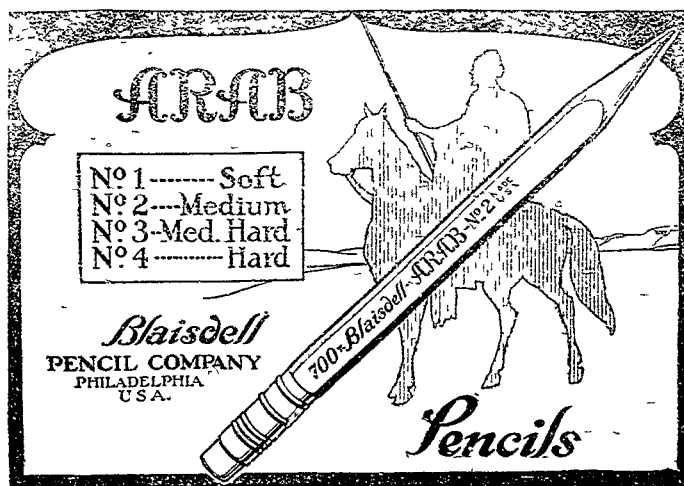 ARAB
Nº 1 -------- Soft
Nº 2 ---- Medium
Nº 3 - Med. Hard
Nº 4 --------- Hard
700 - Blaisdell - ARAB - Nº 2 MADE
U.S.A.
Blaisdell
PENCIL COMPANY
PHILADELPHIA
U.S.A.
Pencils